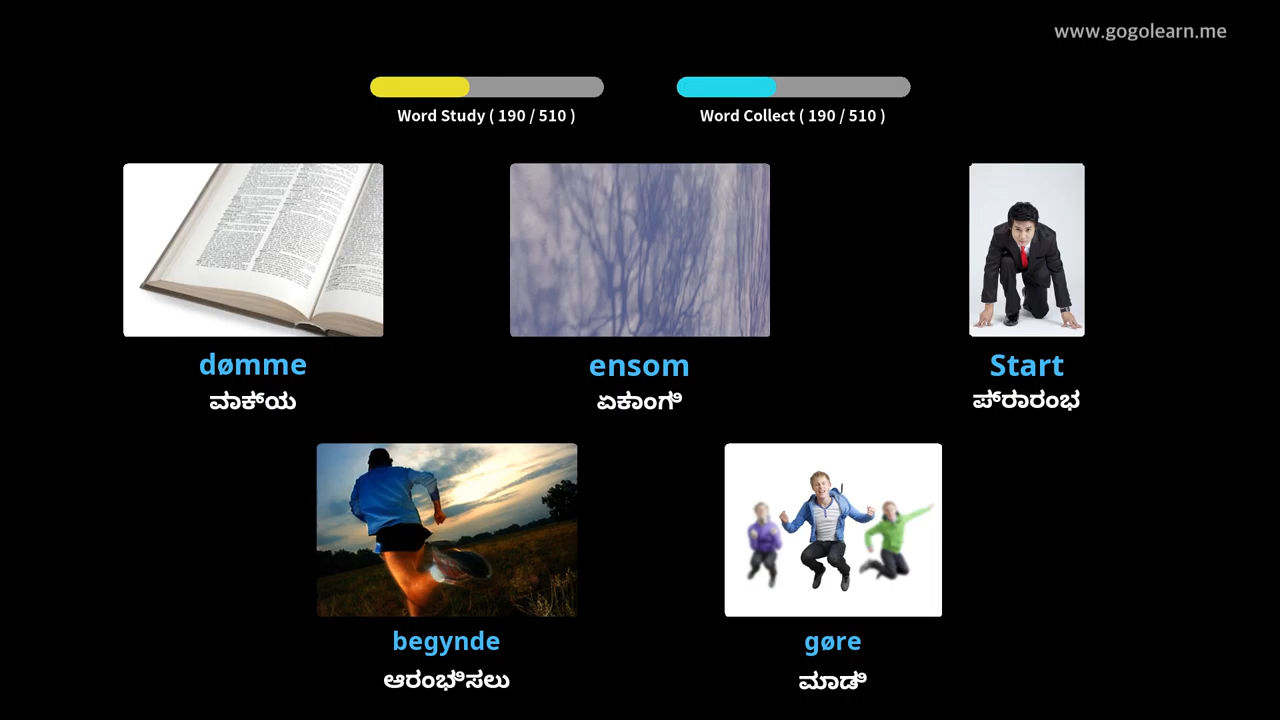 www.gogolearn.me
Word Study ( 190 / 510 )
Word Collect ( 190 / 510 )
dømme
ವಾಕ್ಯ
ensom
ಏಕಾಂಗಿ
Start
ಪ್ರಾರಂಭ
begynde
ಆರಂಭಿಸಲು
gøre
ಮಾಡಿ